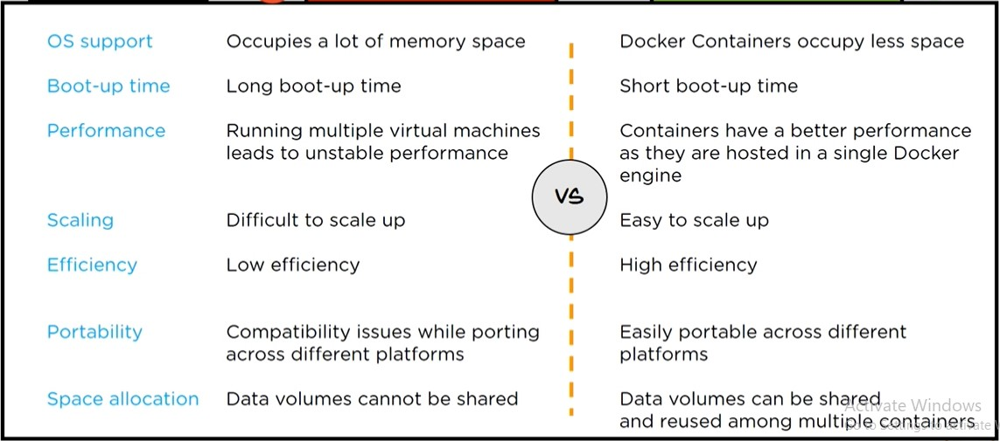 OS support
Occupies a lot of memory space
Docker Containers occupy less space
Boot-up time
Long boot-up time
Short boot-up time
Performance
Running multiple virtual machines
leads to unstable performance
Containers have a better performance
as they are hosted in a single Docker
engine
VS
Scaling
Difficult to scale up
Easy to scale up
Efficiency
Low efficiency
High efficiency
Portability
Compatibility issues while porting
across different platforms
Easily portable across different
platforms
Space allocation
Data volumes cannot be shared
Data volumes can be shared
and reused among multiple containers
Activate Windows
Go to Settings to activate